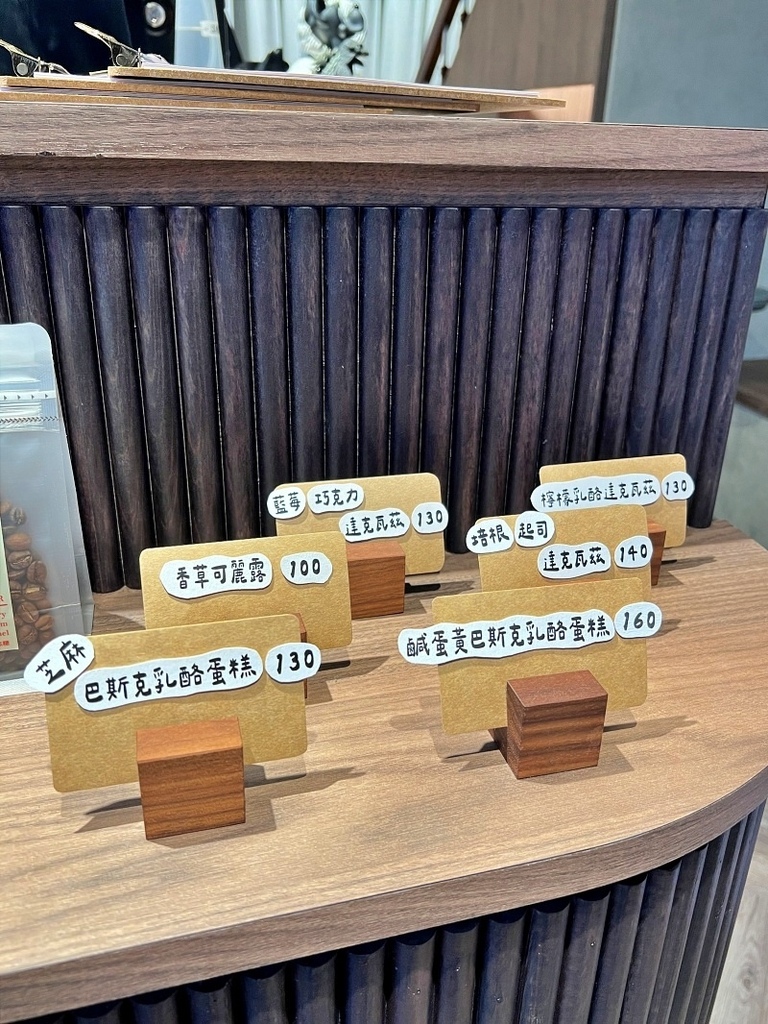 藍莓 巧克力
達克瓦茲 130
檸檬乳酪達克瓦茲 130
香草可麗露 100
培根 起司
達克瓦茲 140
芝麻
巴斯克乳酪蛋糕 130
鹹蛋黃巴斯克乳酪蛋糕 160